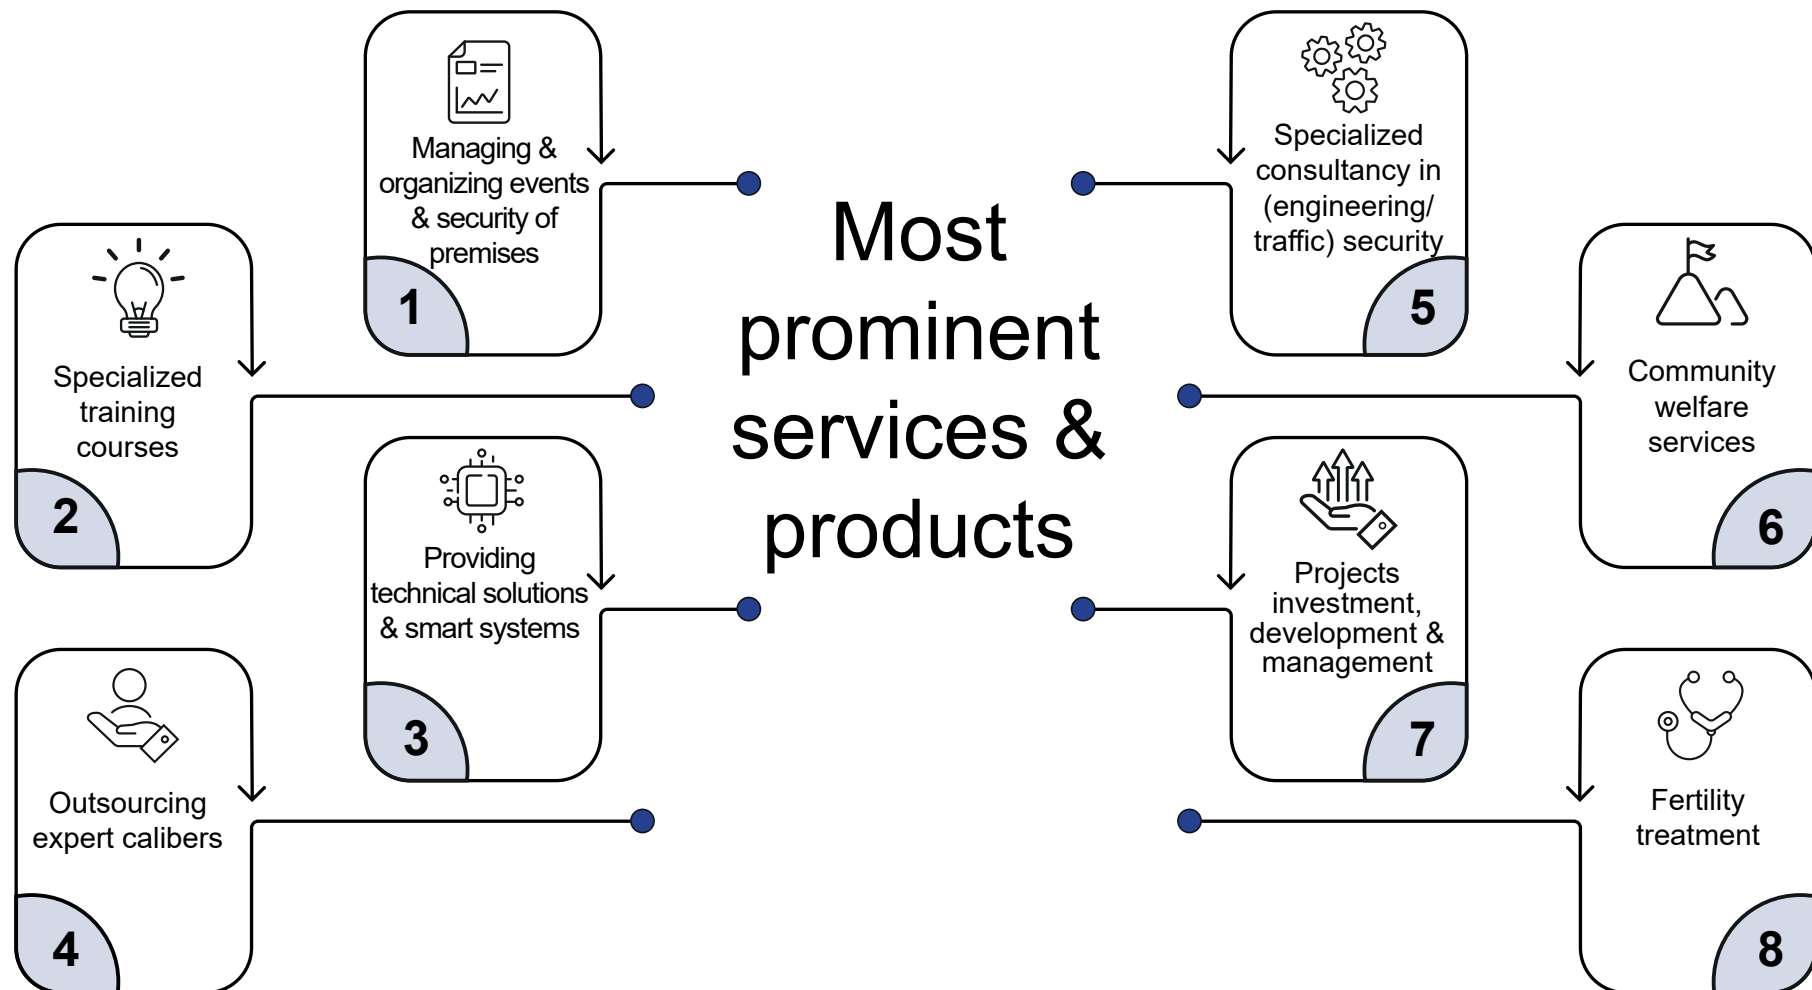 Most
prominent
services &
products
Managing &
organizing events
& security of
premises
1
Specialized
training
courses
2
Providing
technical solutions
& smart systems
3
Outsourcing
expert calibers
4
Specialized
consultancy in
(engineering/
traffic) security
5
Community
welfare
services
6
Projects
investment,
development &
management
7
Fertility
treatment
8